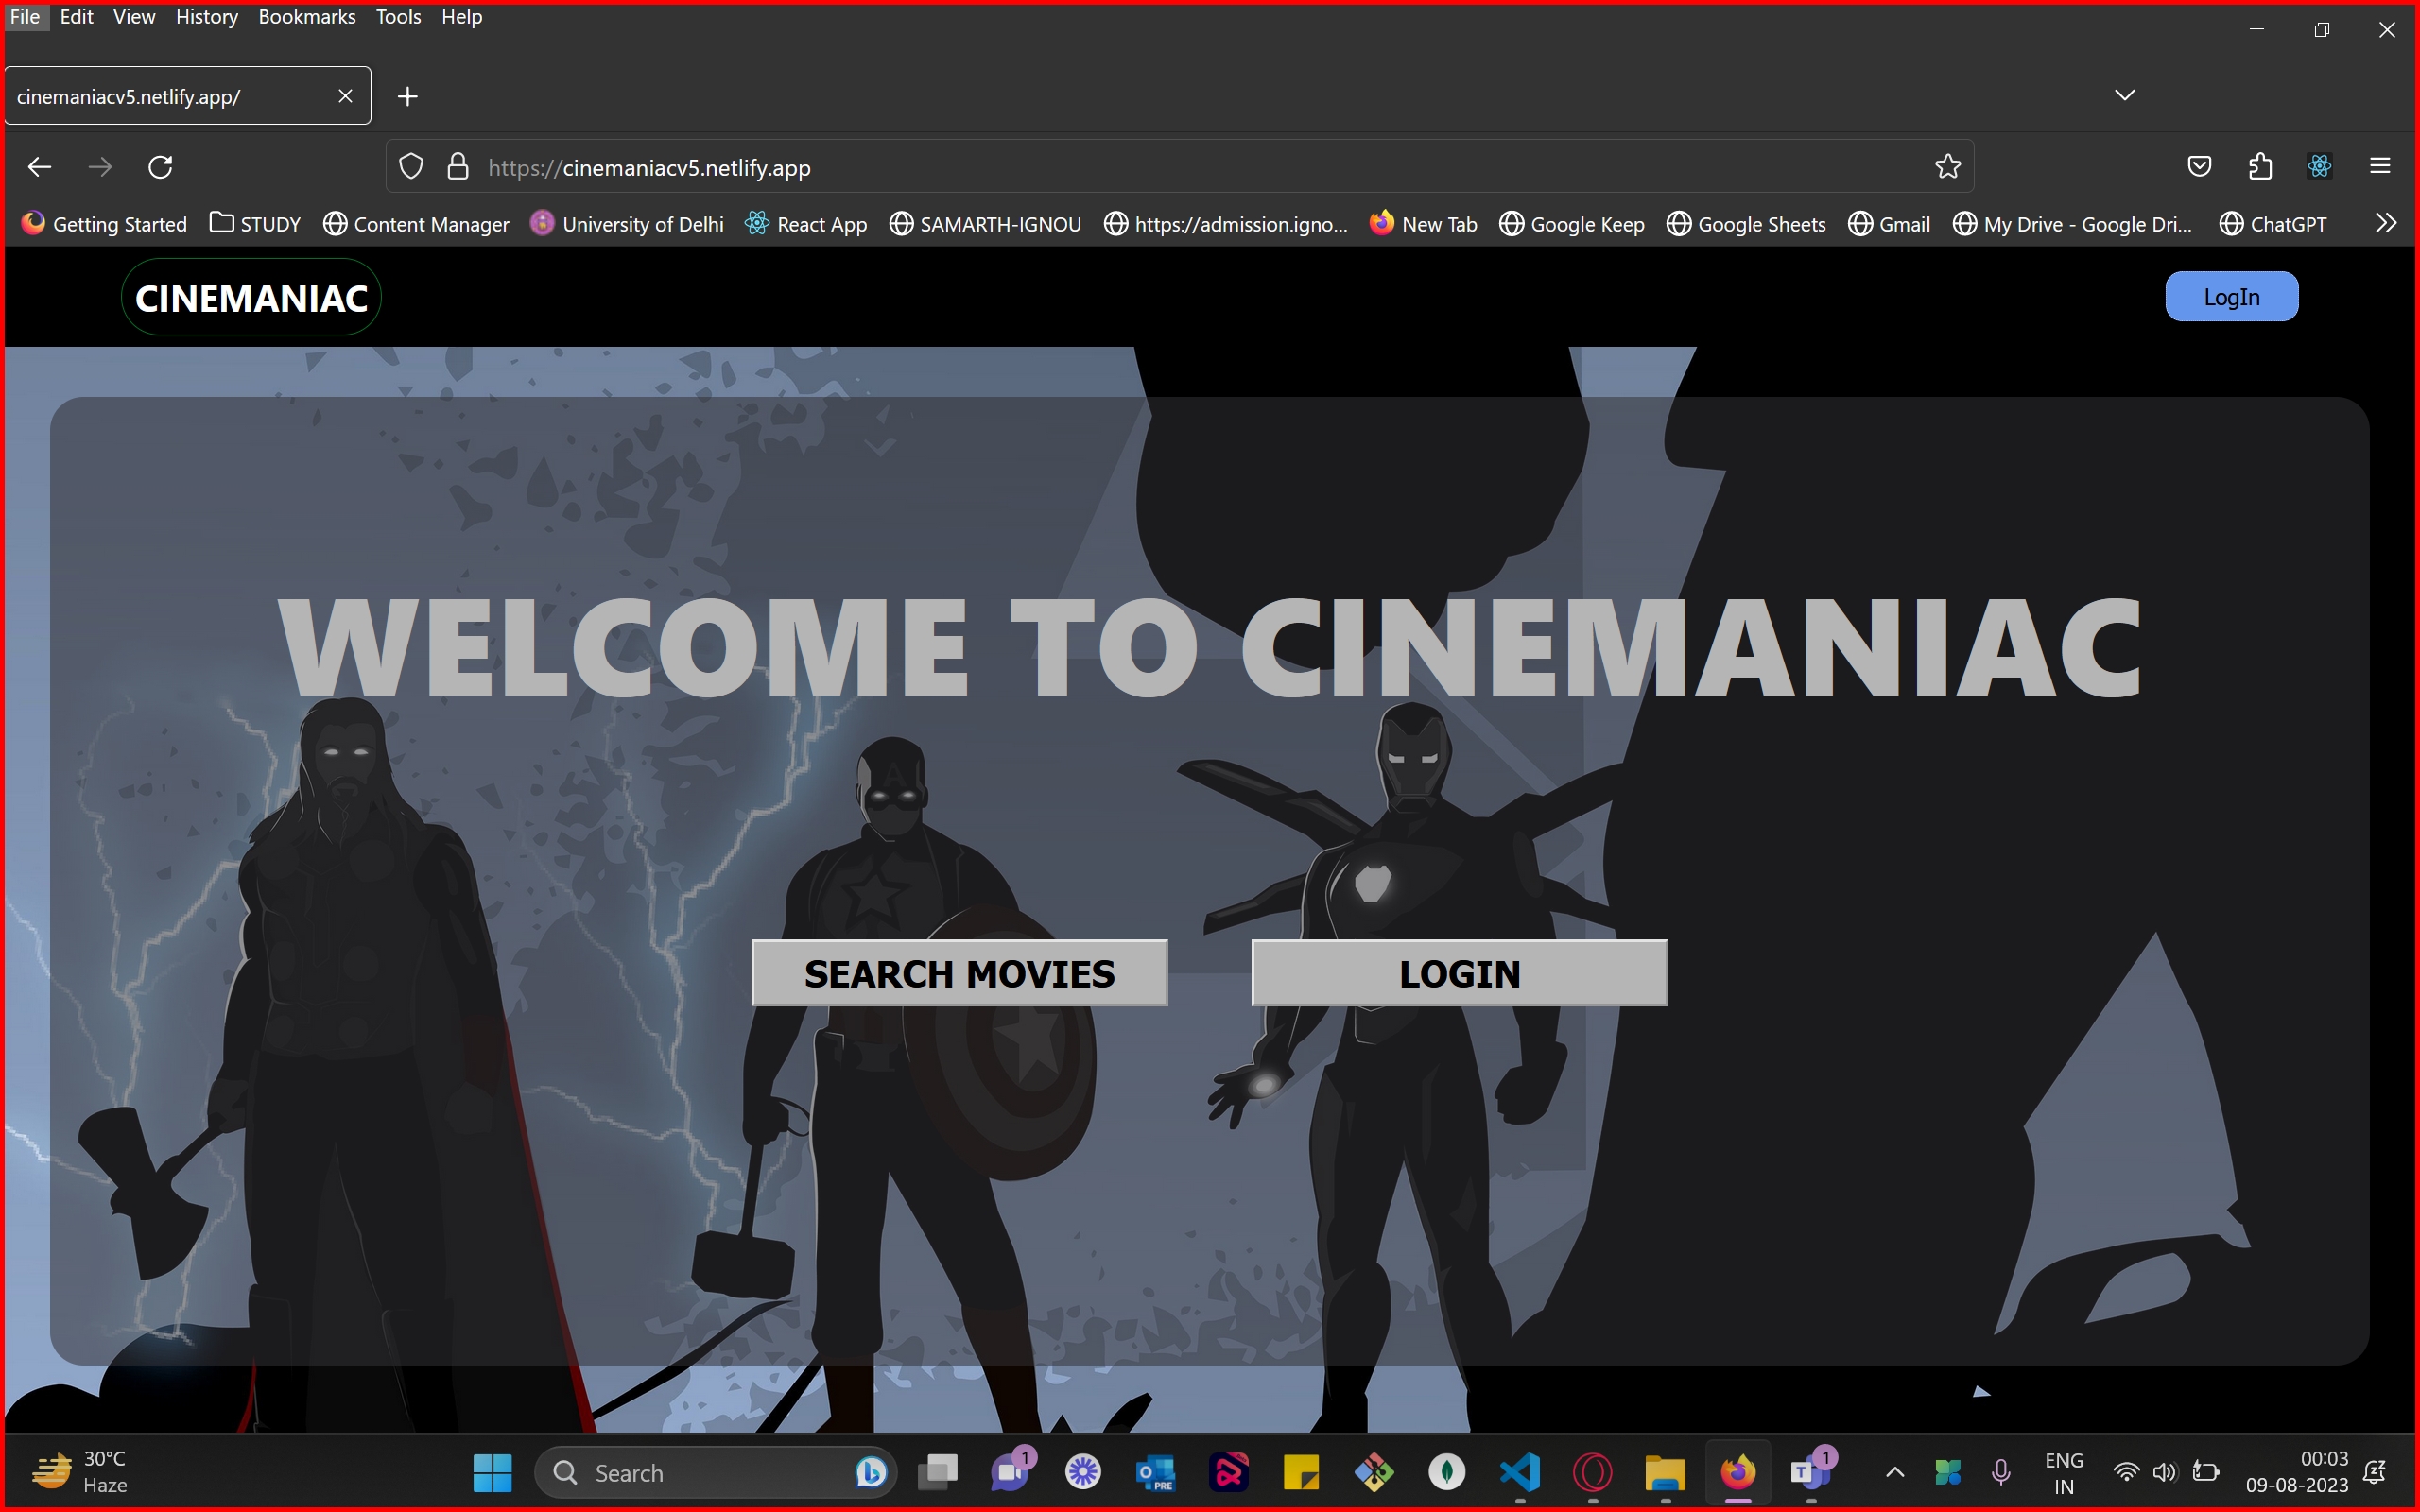 File Edit View History Bookmarks Tools Help
cinemaniacv5.netlify.app/
https://cinemaniacv5.netlify.app
Getting Started STUDY Content Manager University of Delhi React App SAMARTH-IGNOU https://admission.igno... New Tab Google Keep Google Sheets Gmail My Drive - Google Dri... ChatGPT
CINEMANIAC LogIn
WELCOME TO CINEMANIAC
A
SEARCH MOVIES LOGIN
30°C
Haze
Search
1
PRE
T 1
ENG
IN
00:03
09-08-2023